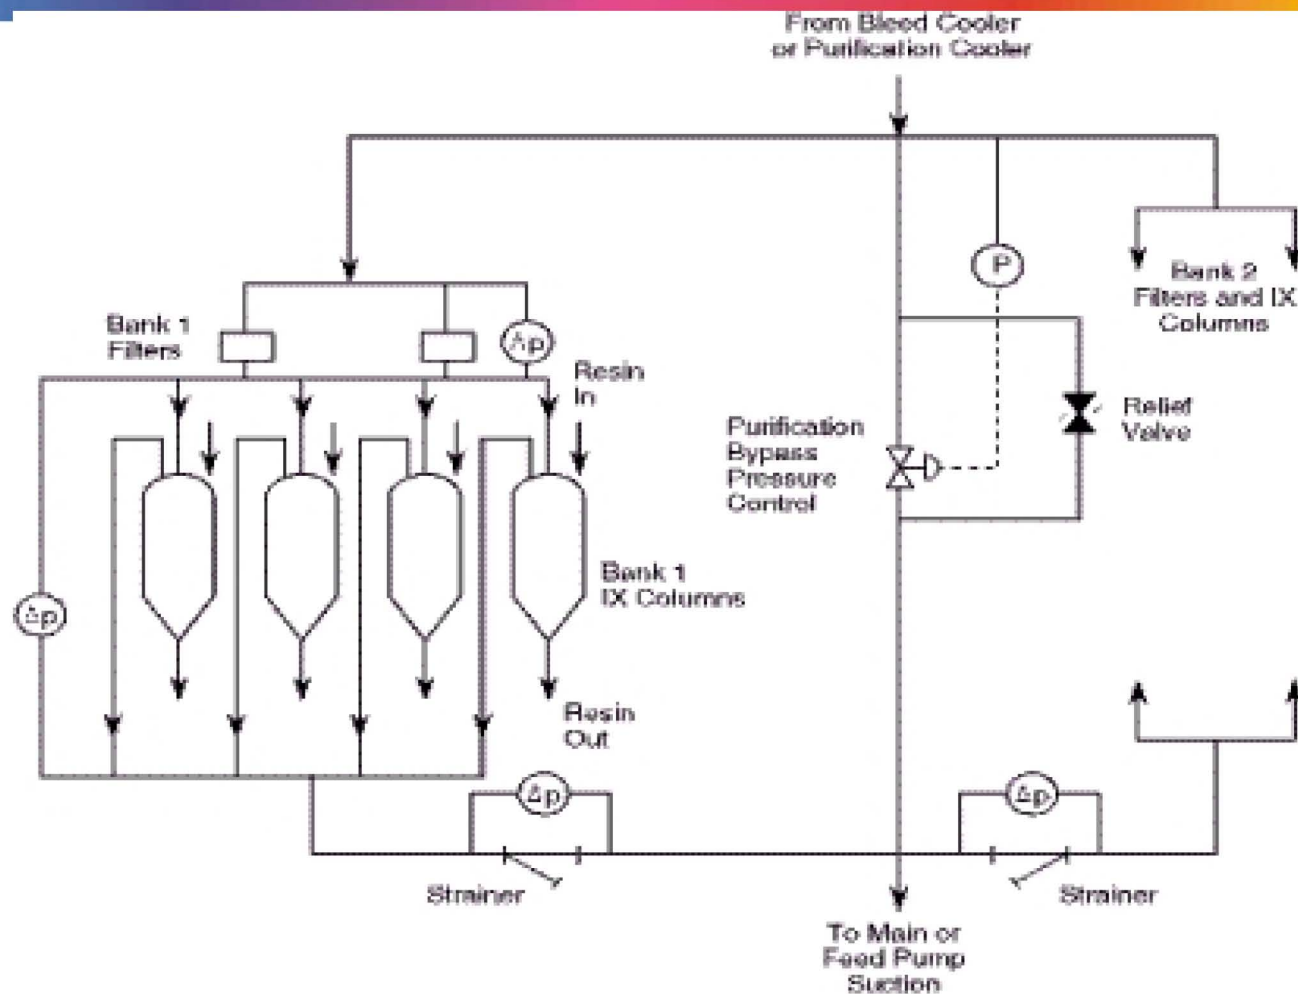 From Bleed Cooler
or Purification Cooler
P
Bank 2
Filters and IX
Columns
Bank 1
Filters
Δp
Resin
In
Relief
Valve
Purification
Bypass
Pressure
Control
Bank 1
IX Columns
Δp
Resin
Out
Δp
Δp
Strainer
Strainer
To Main or
Feed Pump
Suction